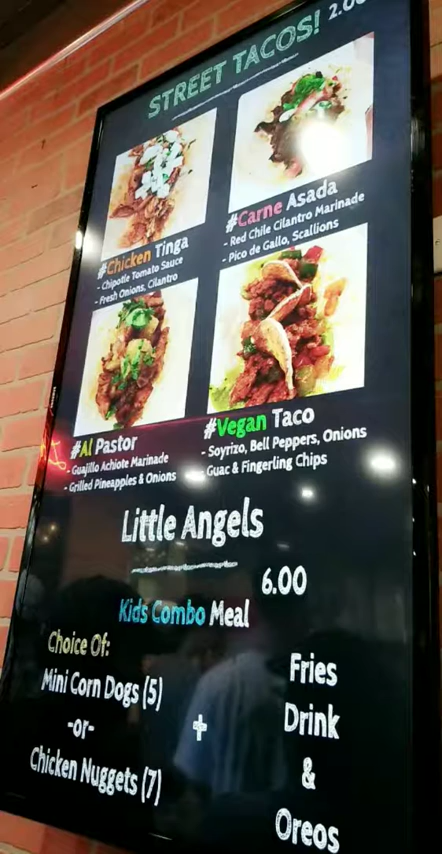 STREET TACOS! 2.00
#Chicken Tinga
- Chipotle Tomato Sauce
- Fresh Onions, Cilantro
#Carne Asada
- Red Chile Cilantro Marinade
- Pico de Gallo, Scallions
#Al Pastor
- Guajillo Achiote Marinade
- Grilled Pineapples & Onions
#Vegan Taco
- Soyrizo, Bell Peppers, Onions
- Guac & Fingerling Chips
Little Angels
6.00
Kids Combo Meal
Choice Of:
Mini Corn Dogs (5)
-or-
Chicken Nuggets (7)
+
Fries
Drink
&
Oreos